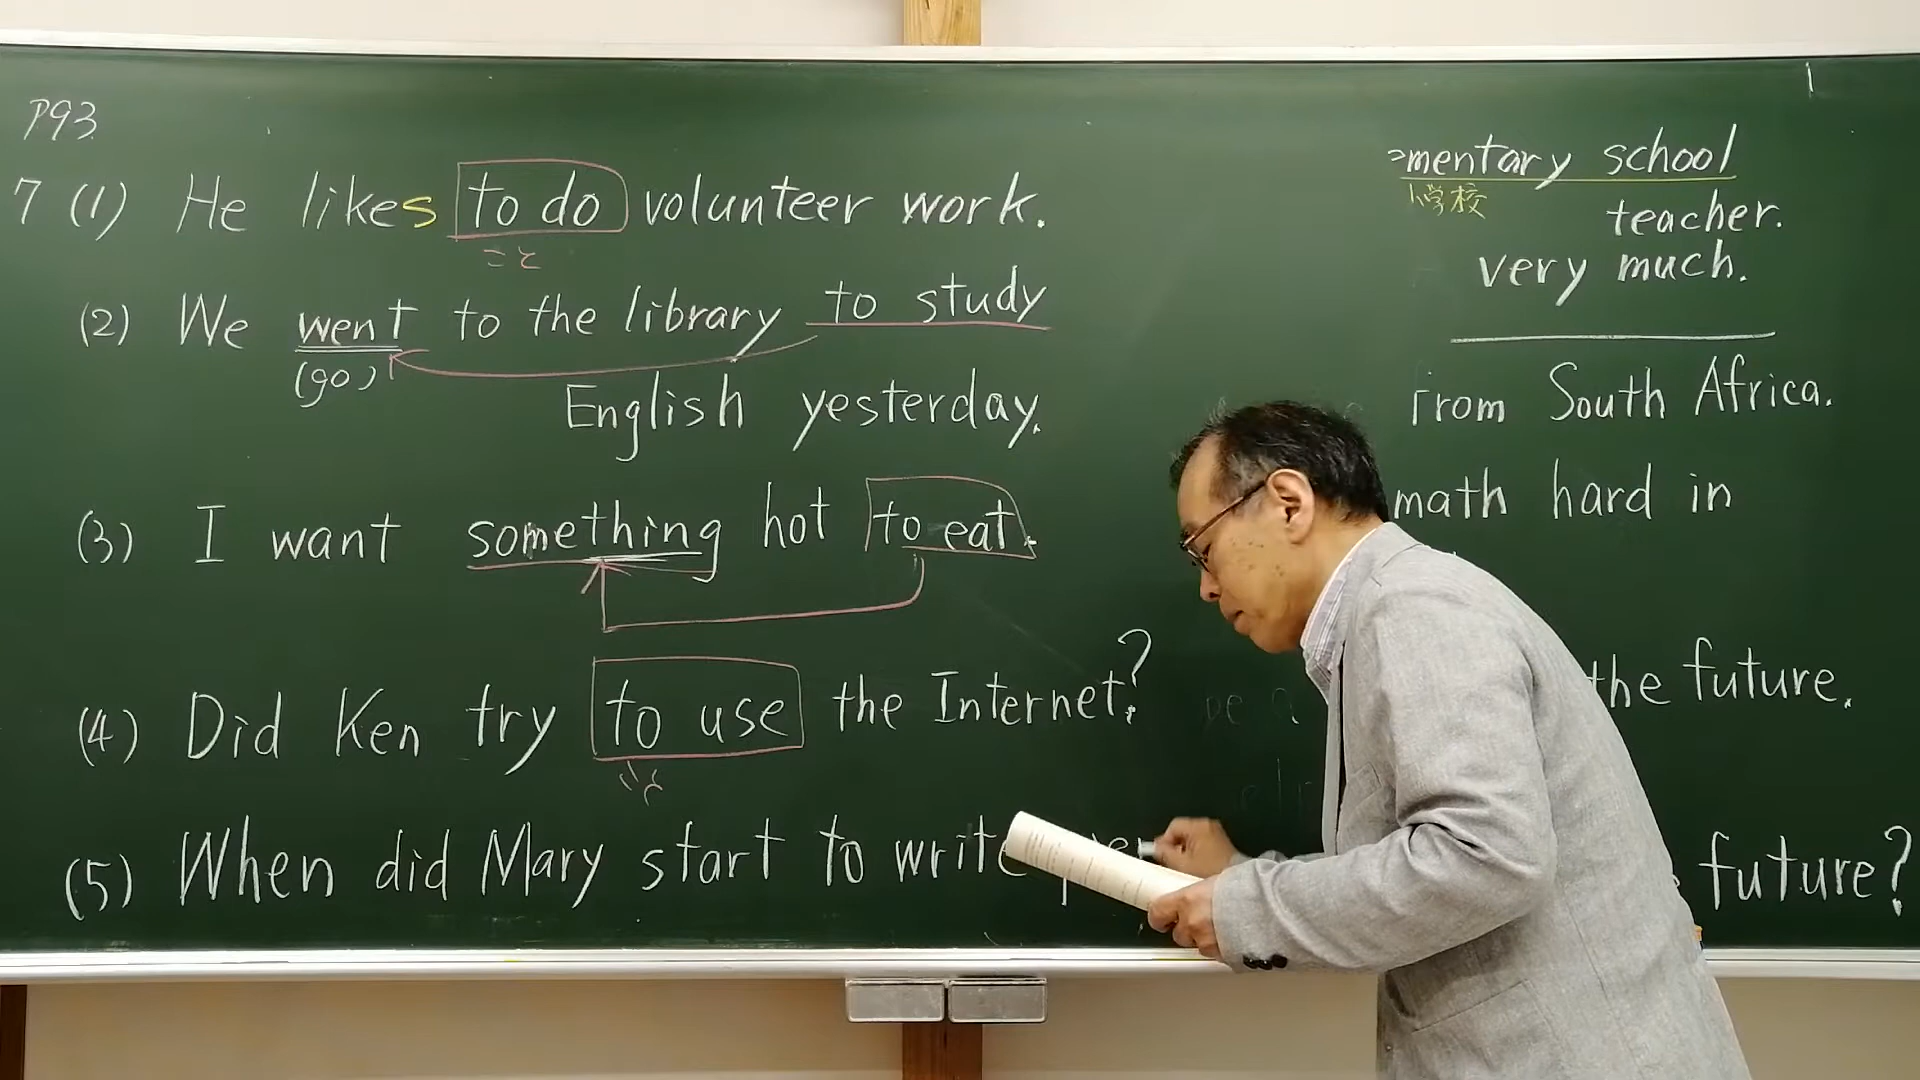 P93
7 (1) He likes to do volunteer work.
こと
(2) We went to the library to study
(go)
English yesterday.
(3) I want something hot to eat.
(4) Did Ken try to use the Internet?
こと
(5) When did Mary start to write
mentary school
小学校
teacher.
very much.
from South Africa.
math hard in
the future.
future?